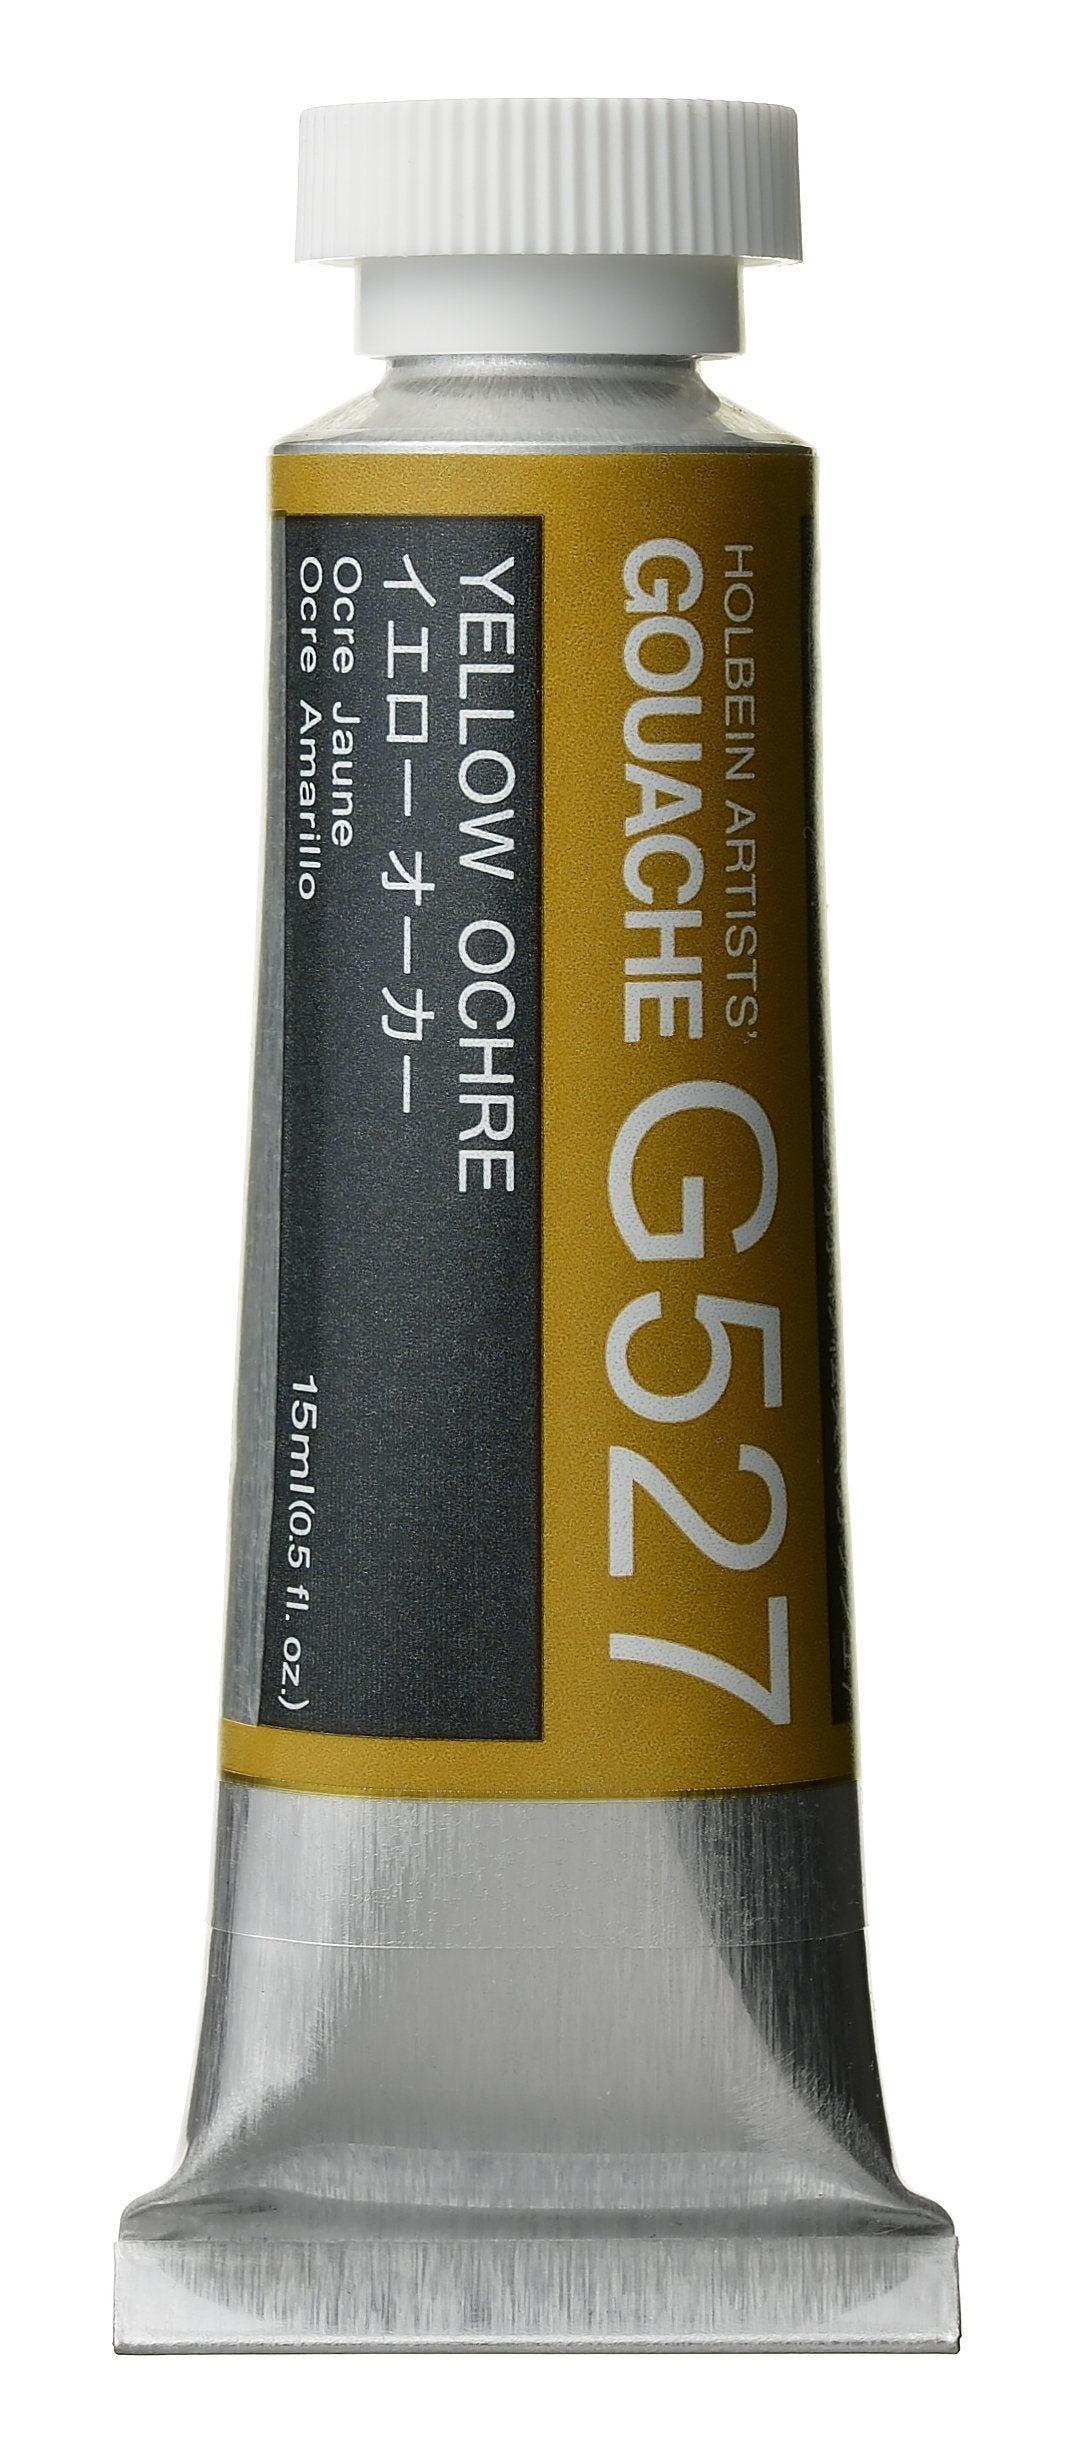 HOLBEIN ARTISTS'
GOUACHE G527
YELLOW OCHRE
イエロー オーカー
Ocre Jaune
Ocre Amarillo
15ml(0.5 fl. oz.)